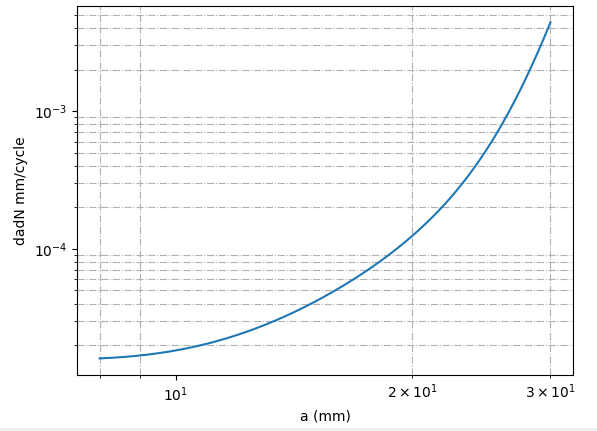 10⁻³
10⁻⁴
dadN mm/cycle
10¹
2 × 10¹
3 × 10¹
a (mm)